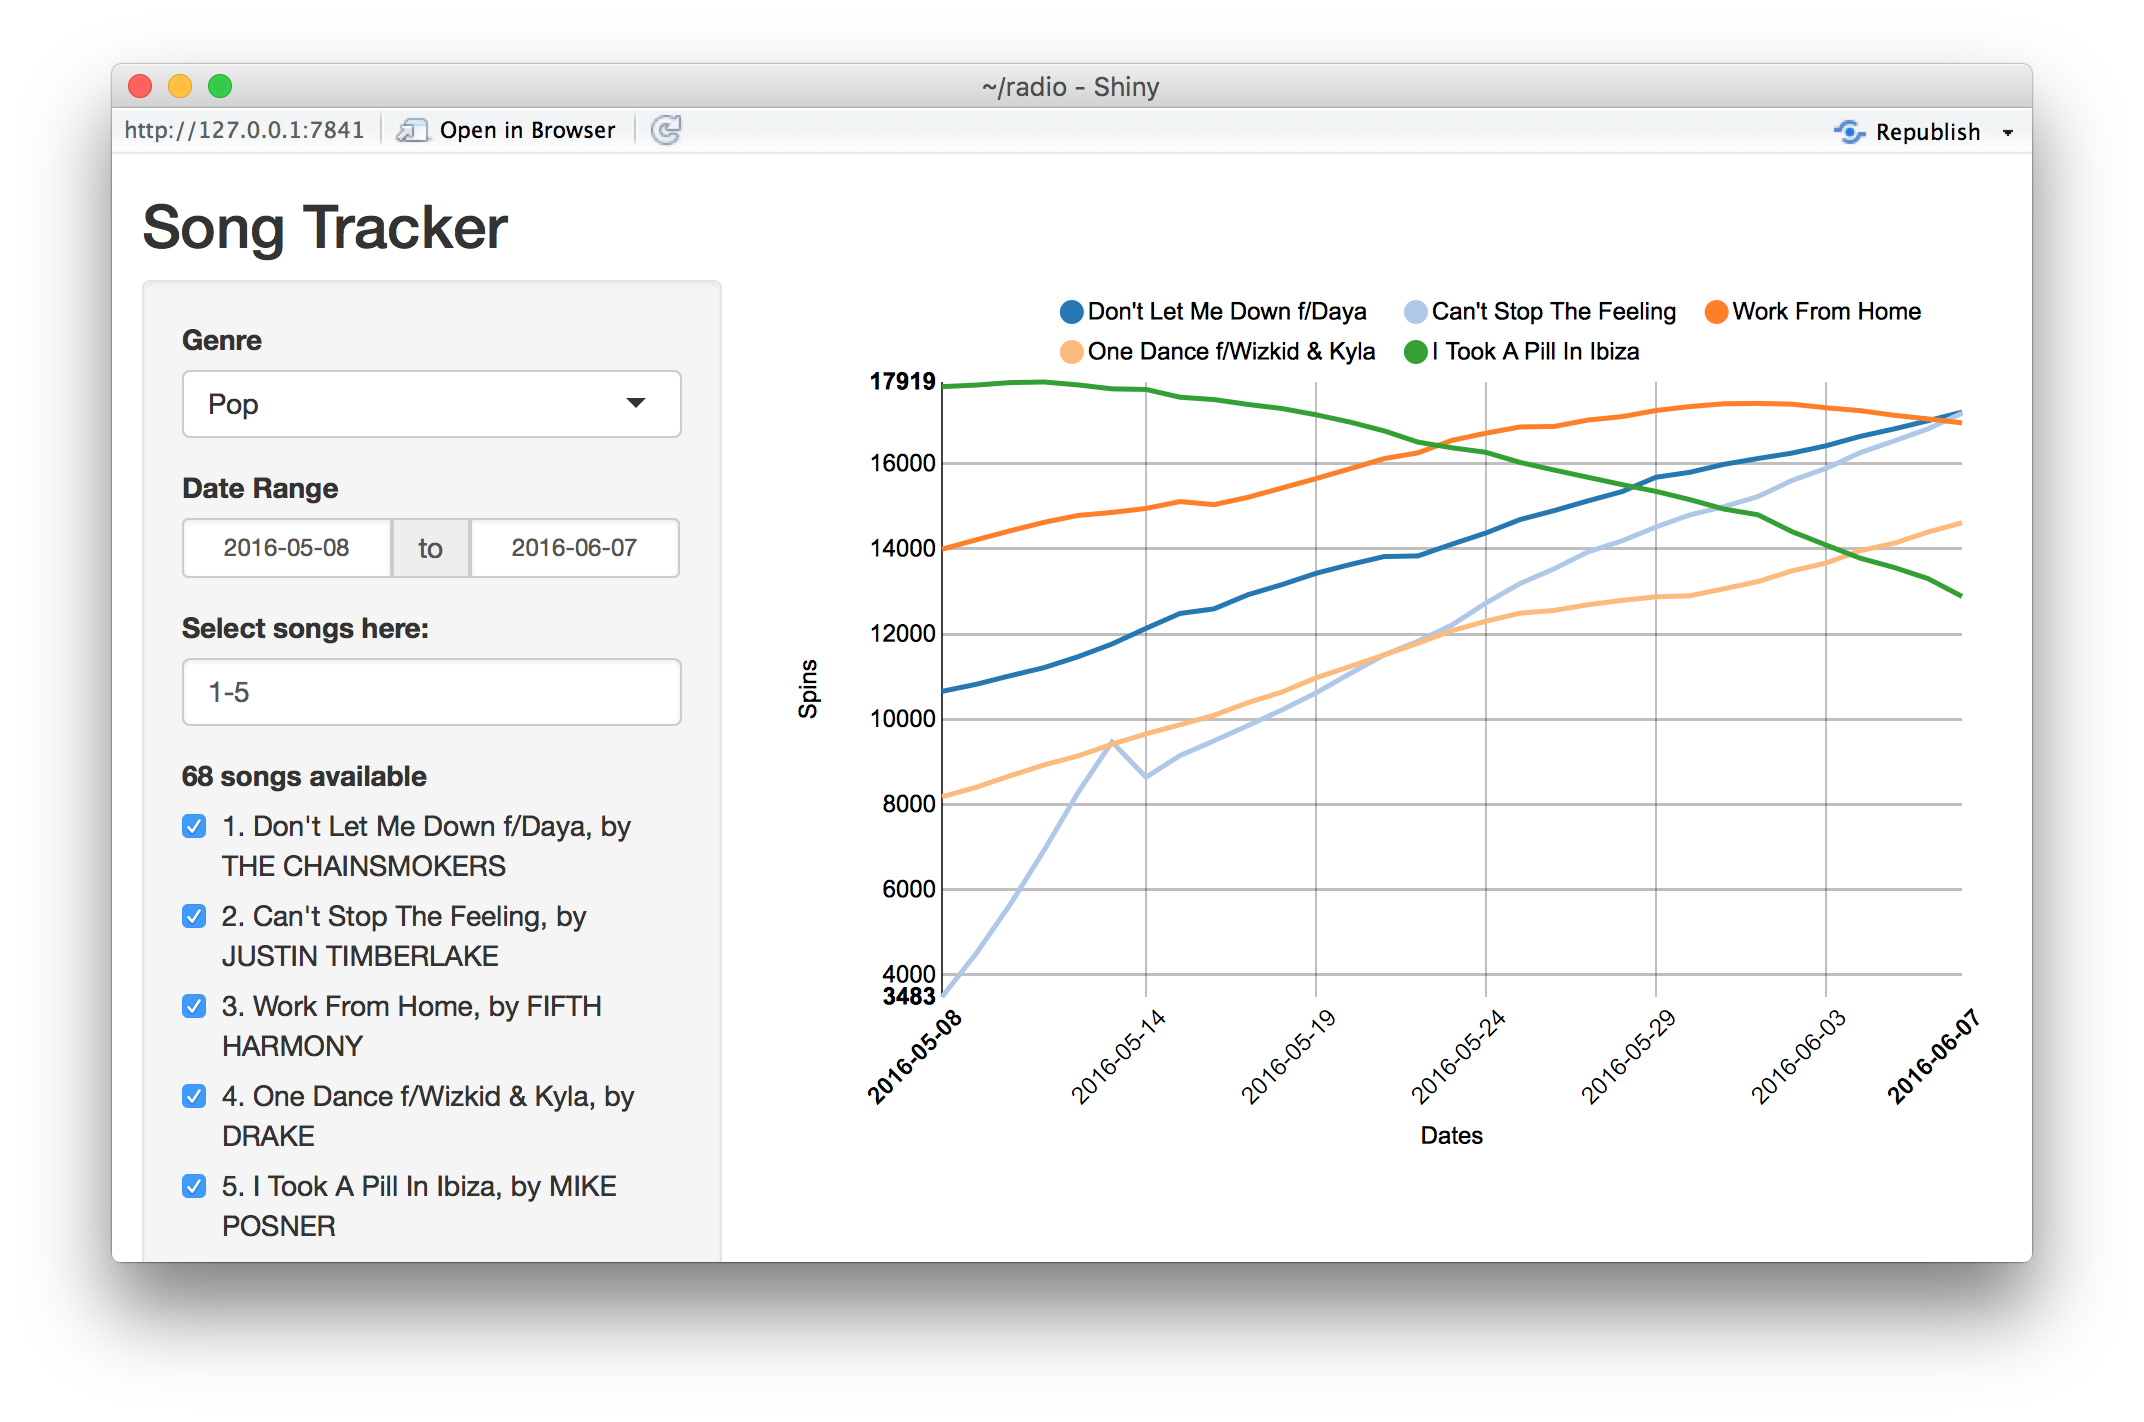 ~/radio - Shiny
http://127.0.0.1:7841
Open in Browser
Republish
Song Tracker
Genre
Pop
Date Range
2016-05-08 to 2016-06-07
Select songs here:
1-5
68 songs available
1. Don't Let Me Down f/Daya, by
THE CHAINSMOKERS
2. Can't Stop The Feeling, by
JUSTIN TIMBERLAKE
3. Work From Home, by FIFTH
HARMONY
4. One Dance f/Wizkid & Kyla, by
DRAKE
5. I Took A Pill In Ibiza, by MIKE
POSNER
Don't Let Me Down f/Daya
Can't Stop The Feeling
Work From Home
One Dance f/Wizkid & Kyla
I Took A Pill In Ibiza
17919
16000
14000
12000
10000
8000
6000
4000
3483
Spins
2016-05-08
2016-05-14
2016-05-19
2016-05-24
2016-05-29
2016-06-03
2016-06-07
Dates